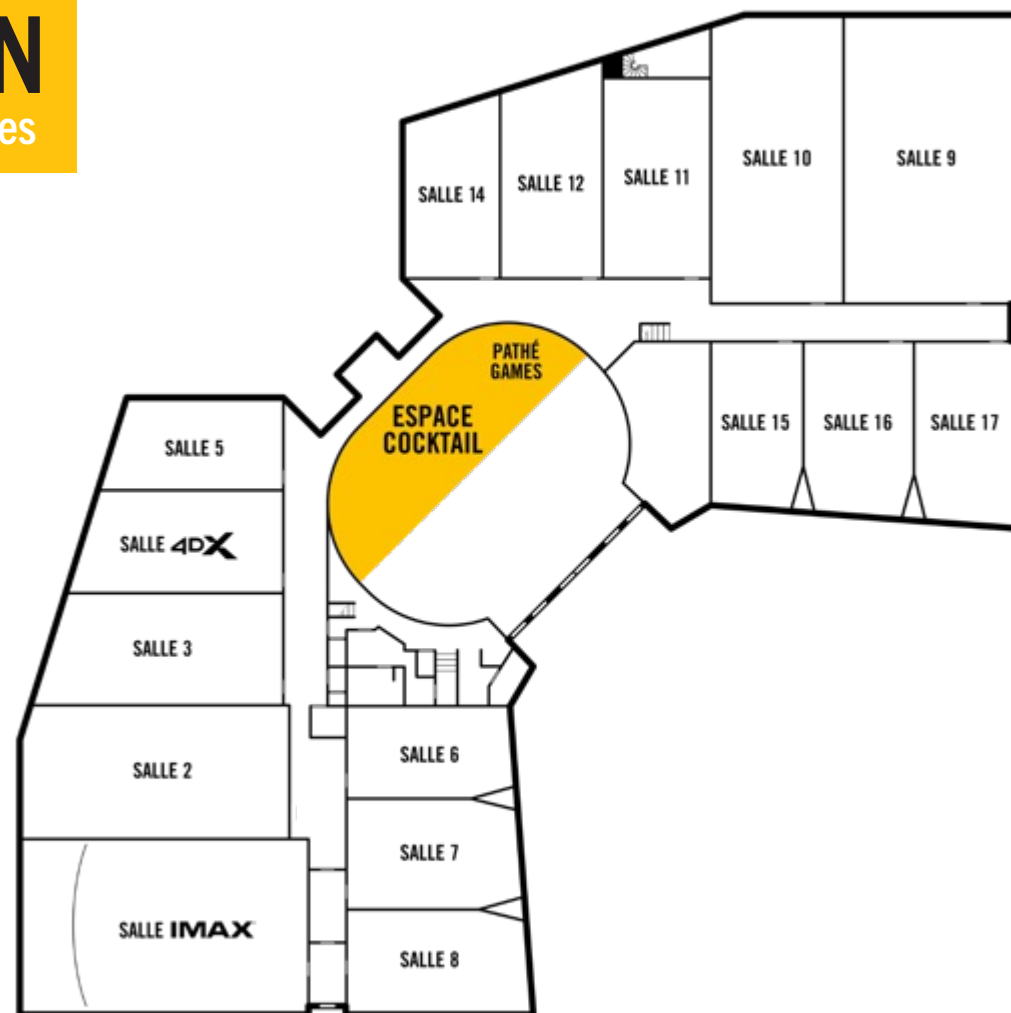 N
es
SALLE 10
SALLE 9
SALLE 11
SALLE 12
SALLE 14
PATHÉ
GAMES
ESPACE
COCKTAIL
SALLE 15
SALLE 16
SALLE 17
SALLE 5
SALLE 4DX
SALLE 3
SALLE 2
SALLE 6
SALLE 7
SALLE IMAX
SALLE 8